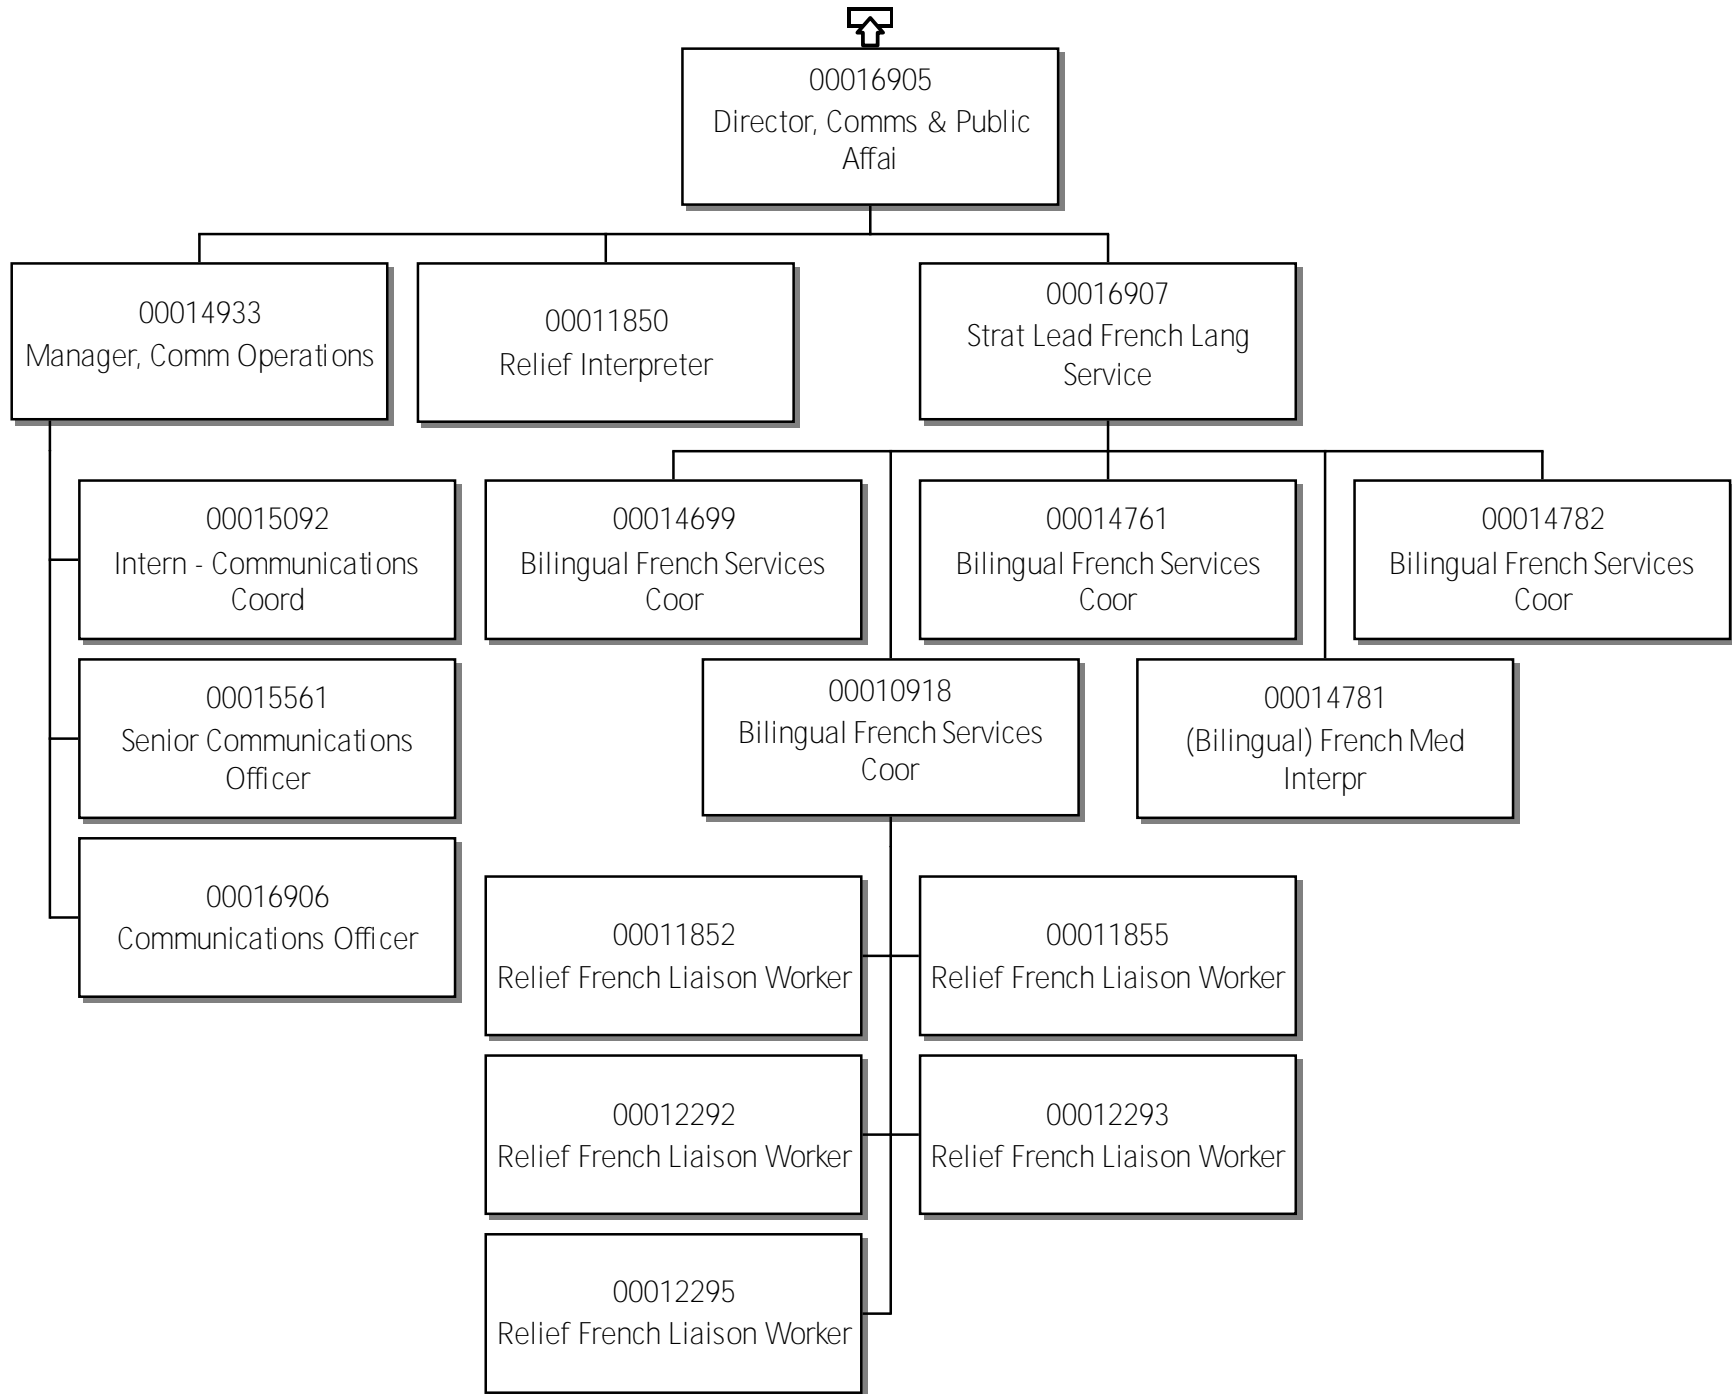 00016905
Director, Comms & Public
Affai
00014933
Manager, Comm Operations
00011850
Relief Interpreter
00016907
Strat Lead French Lang
Service
00015092
Intern - Communications
Coord
00014699
Bilingual French Services
Coor
00014761
Bilingual French Services
Coor
00014782
Bilingual French Services
Coor
00015561
Senior Communications
Officer
00010918
Bilingual French Services
Coor
00014781
(Bilingual) French Med
Interpr
00016906
Communications Officer
00011852
Relief French Liaison Worker
00011855
Relief French Liaison Worker
00012292
Relief French Liaison Worker
00012293
Relief French Liaison Worker
00012295
Relief French Liaison Worker